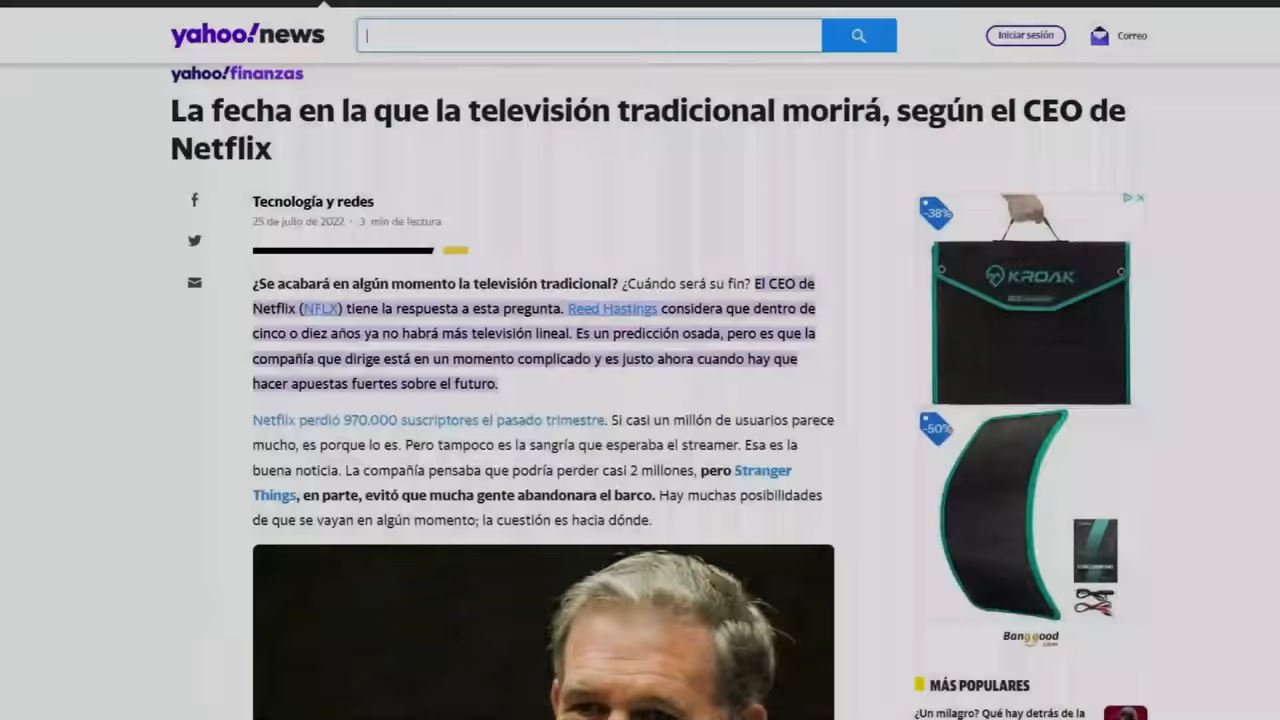 yahoo!news
Iniciar sesión
Correo
yahoo!finanzas
La fecha en la que la televisión tradicional morirá, según el CEO de
Netflix
Tecnología y redes
25 de julio de 2022 · 3 min de lectura
¿Se acabará en algún momento la televisión tradicional? ¿Cuándo será su fin? El CEO de
Netflix (NFLX) tiene la respuesta a esta pregunta. Reed Hastings considera que dentro de
cinco o diez años ya no habrá más televisión lineal. Es un predicción osada, pero es que la
compañía que dirige está en un momento complicado y es justo ahora cuando hay que
hacer apuestas fuertes sobre el futuro.
Netflix perdió 970.000 suscriptores el pasado trimestre. Si casi un millón de usuarios parece
mucho, es porque lo es. Pero tampoco es la sangría que esperaba el streamer. Esa es la
buena noticia. La compañía pensaba que podría perder casi 2 millones, pero Stranger
Things, en parte, evitó que mucha gente abandonara el barco. Hay muchas posibilidades
de que se vayan en algún momento; la cuestión es hacia dónde.
-38%
KROAK
-50%
Banggood
.com
MÁS POPULARES
¿Un milagro? Qué hay detrás de la